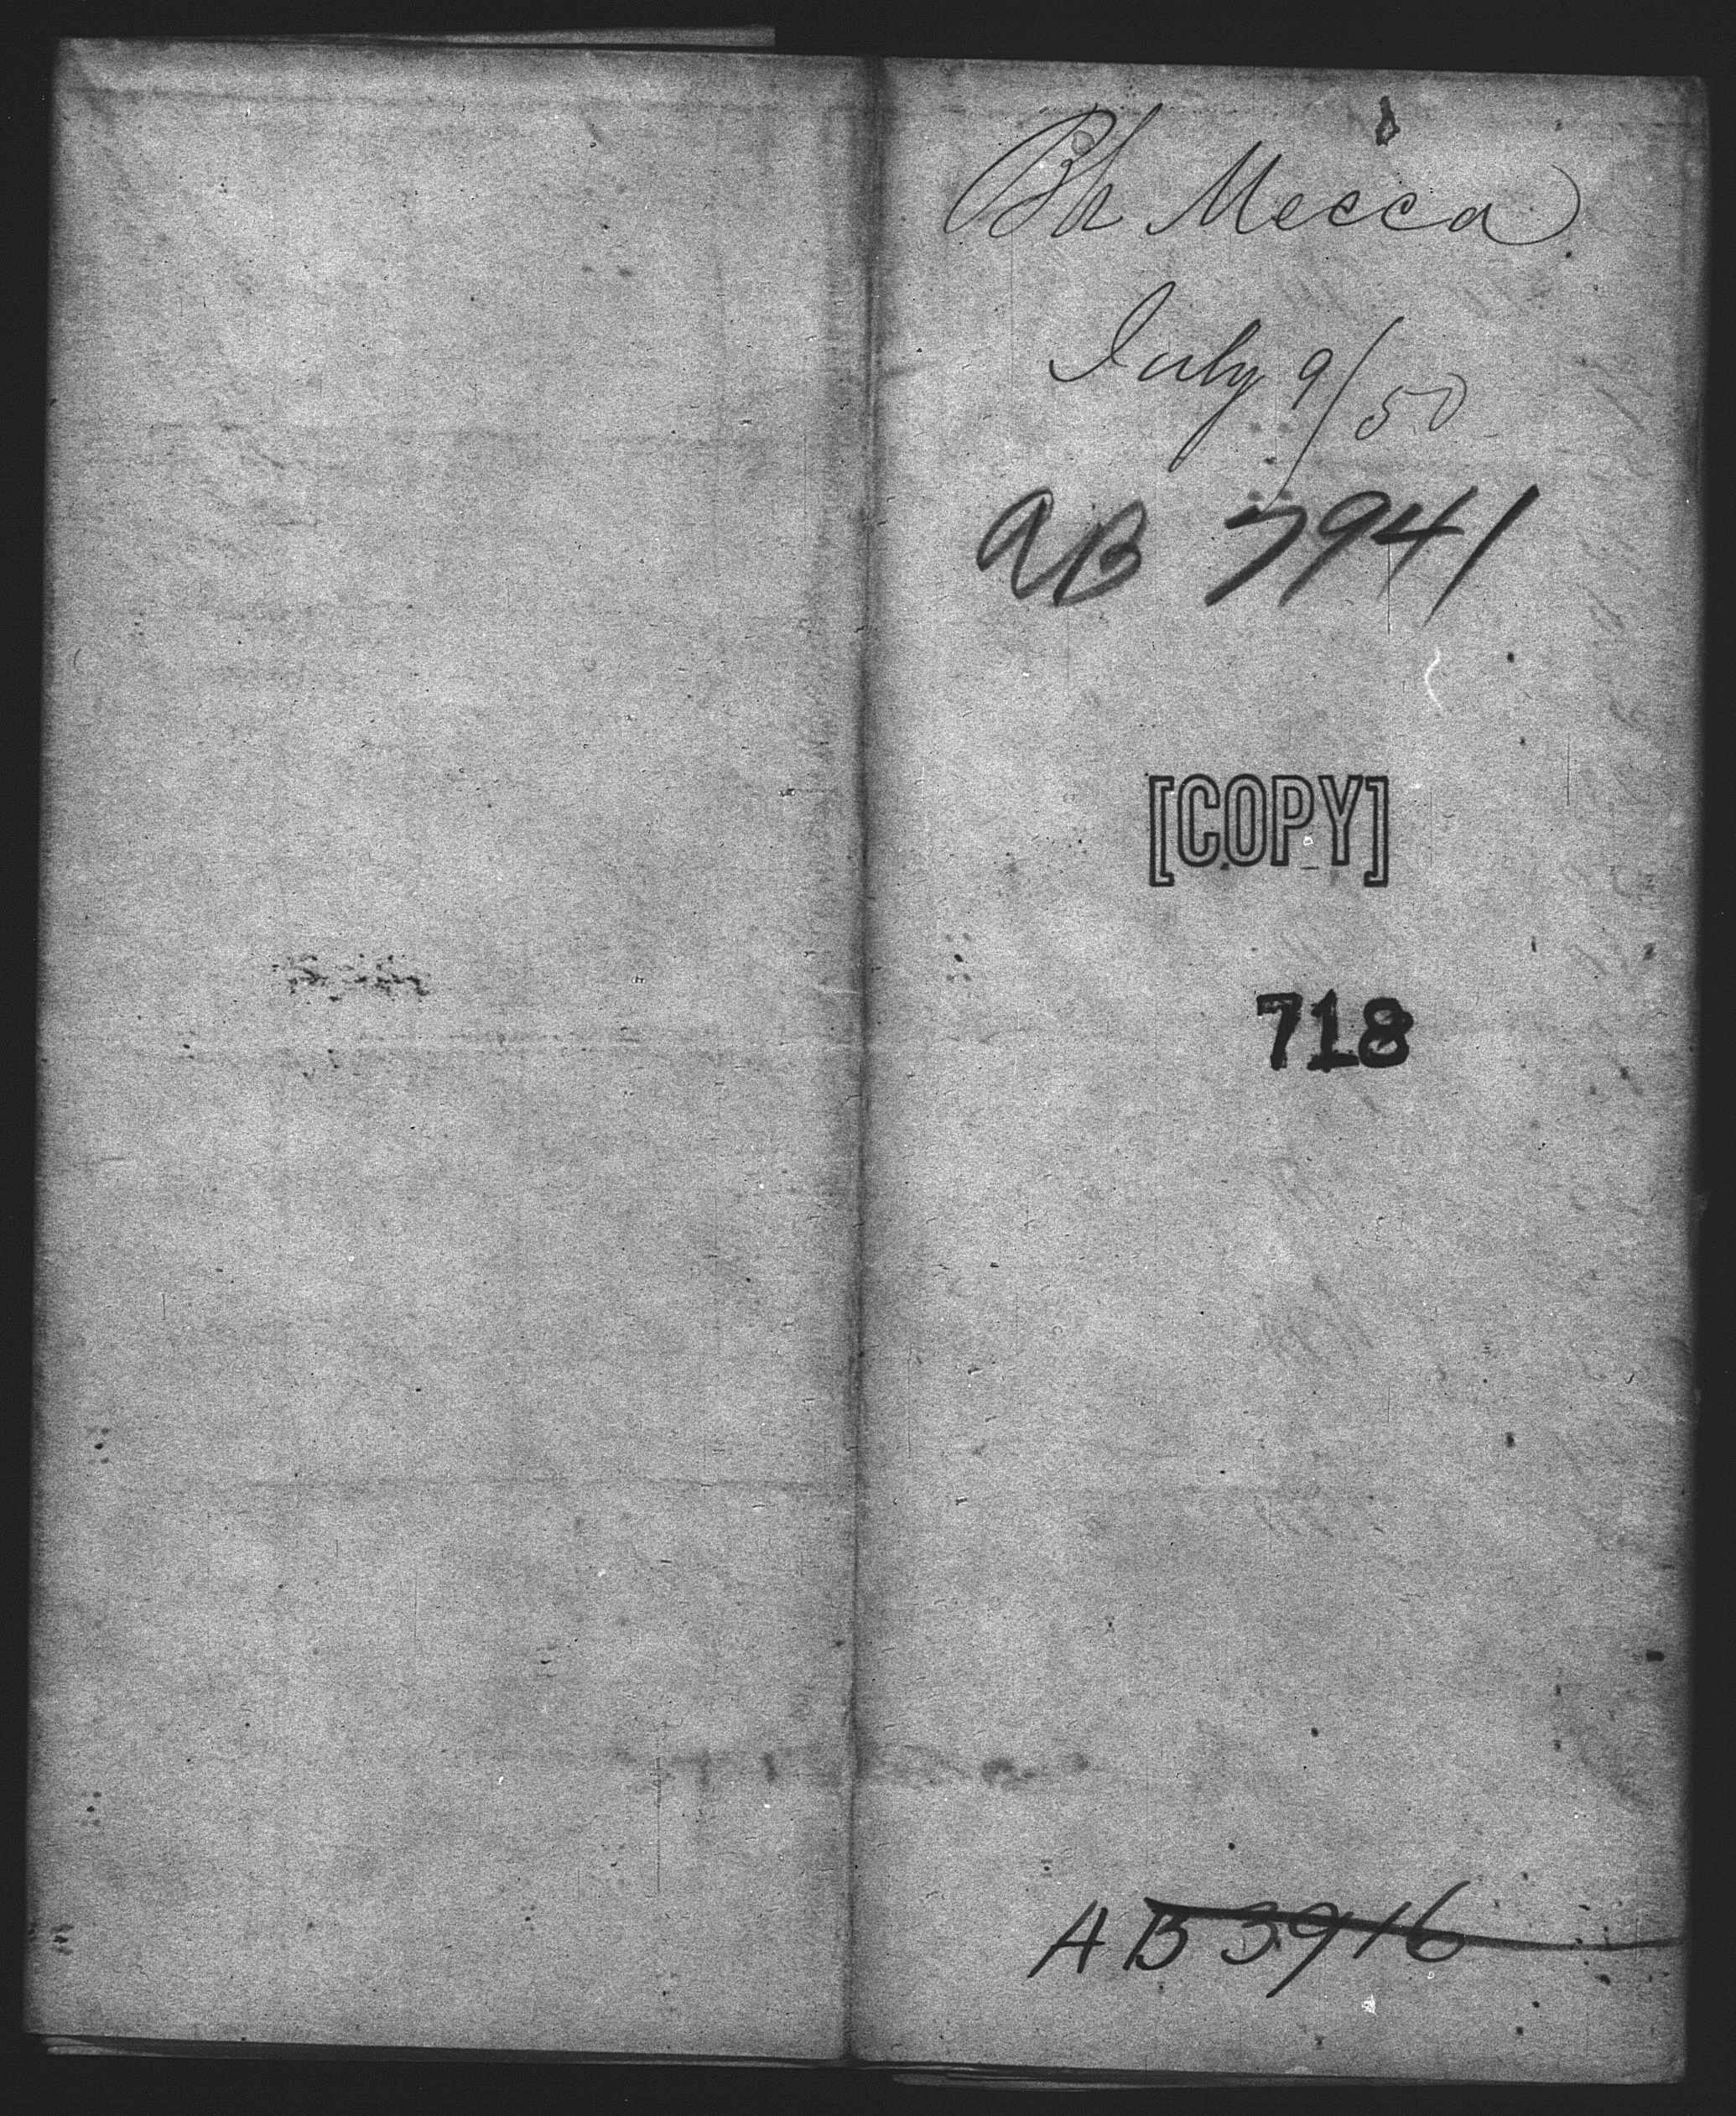 Bk Mecca
July 9/50
AB 7941
[COPY]
718
AB 3916